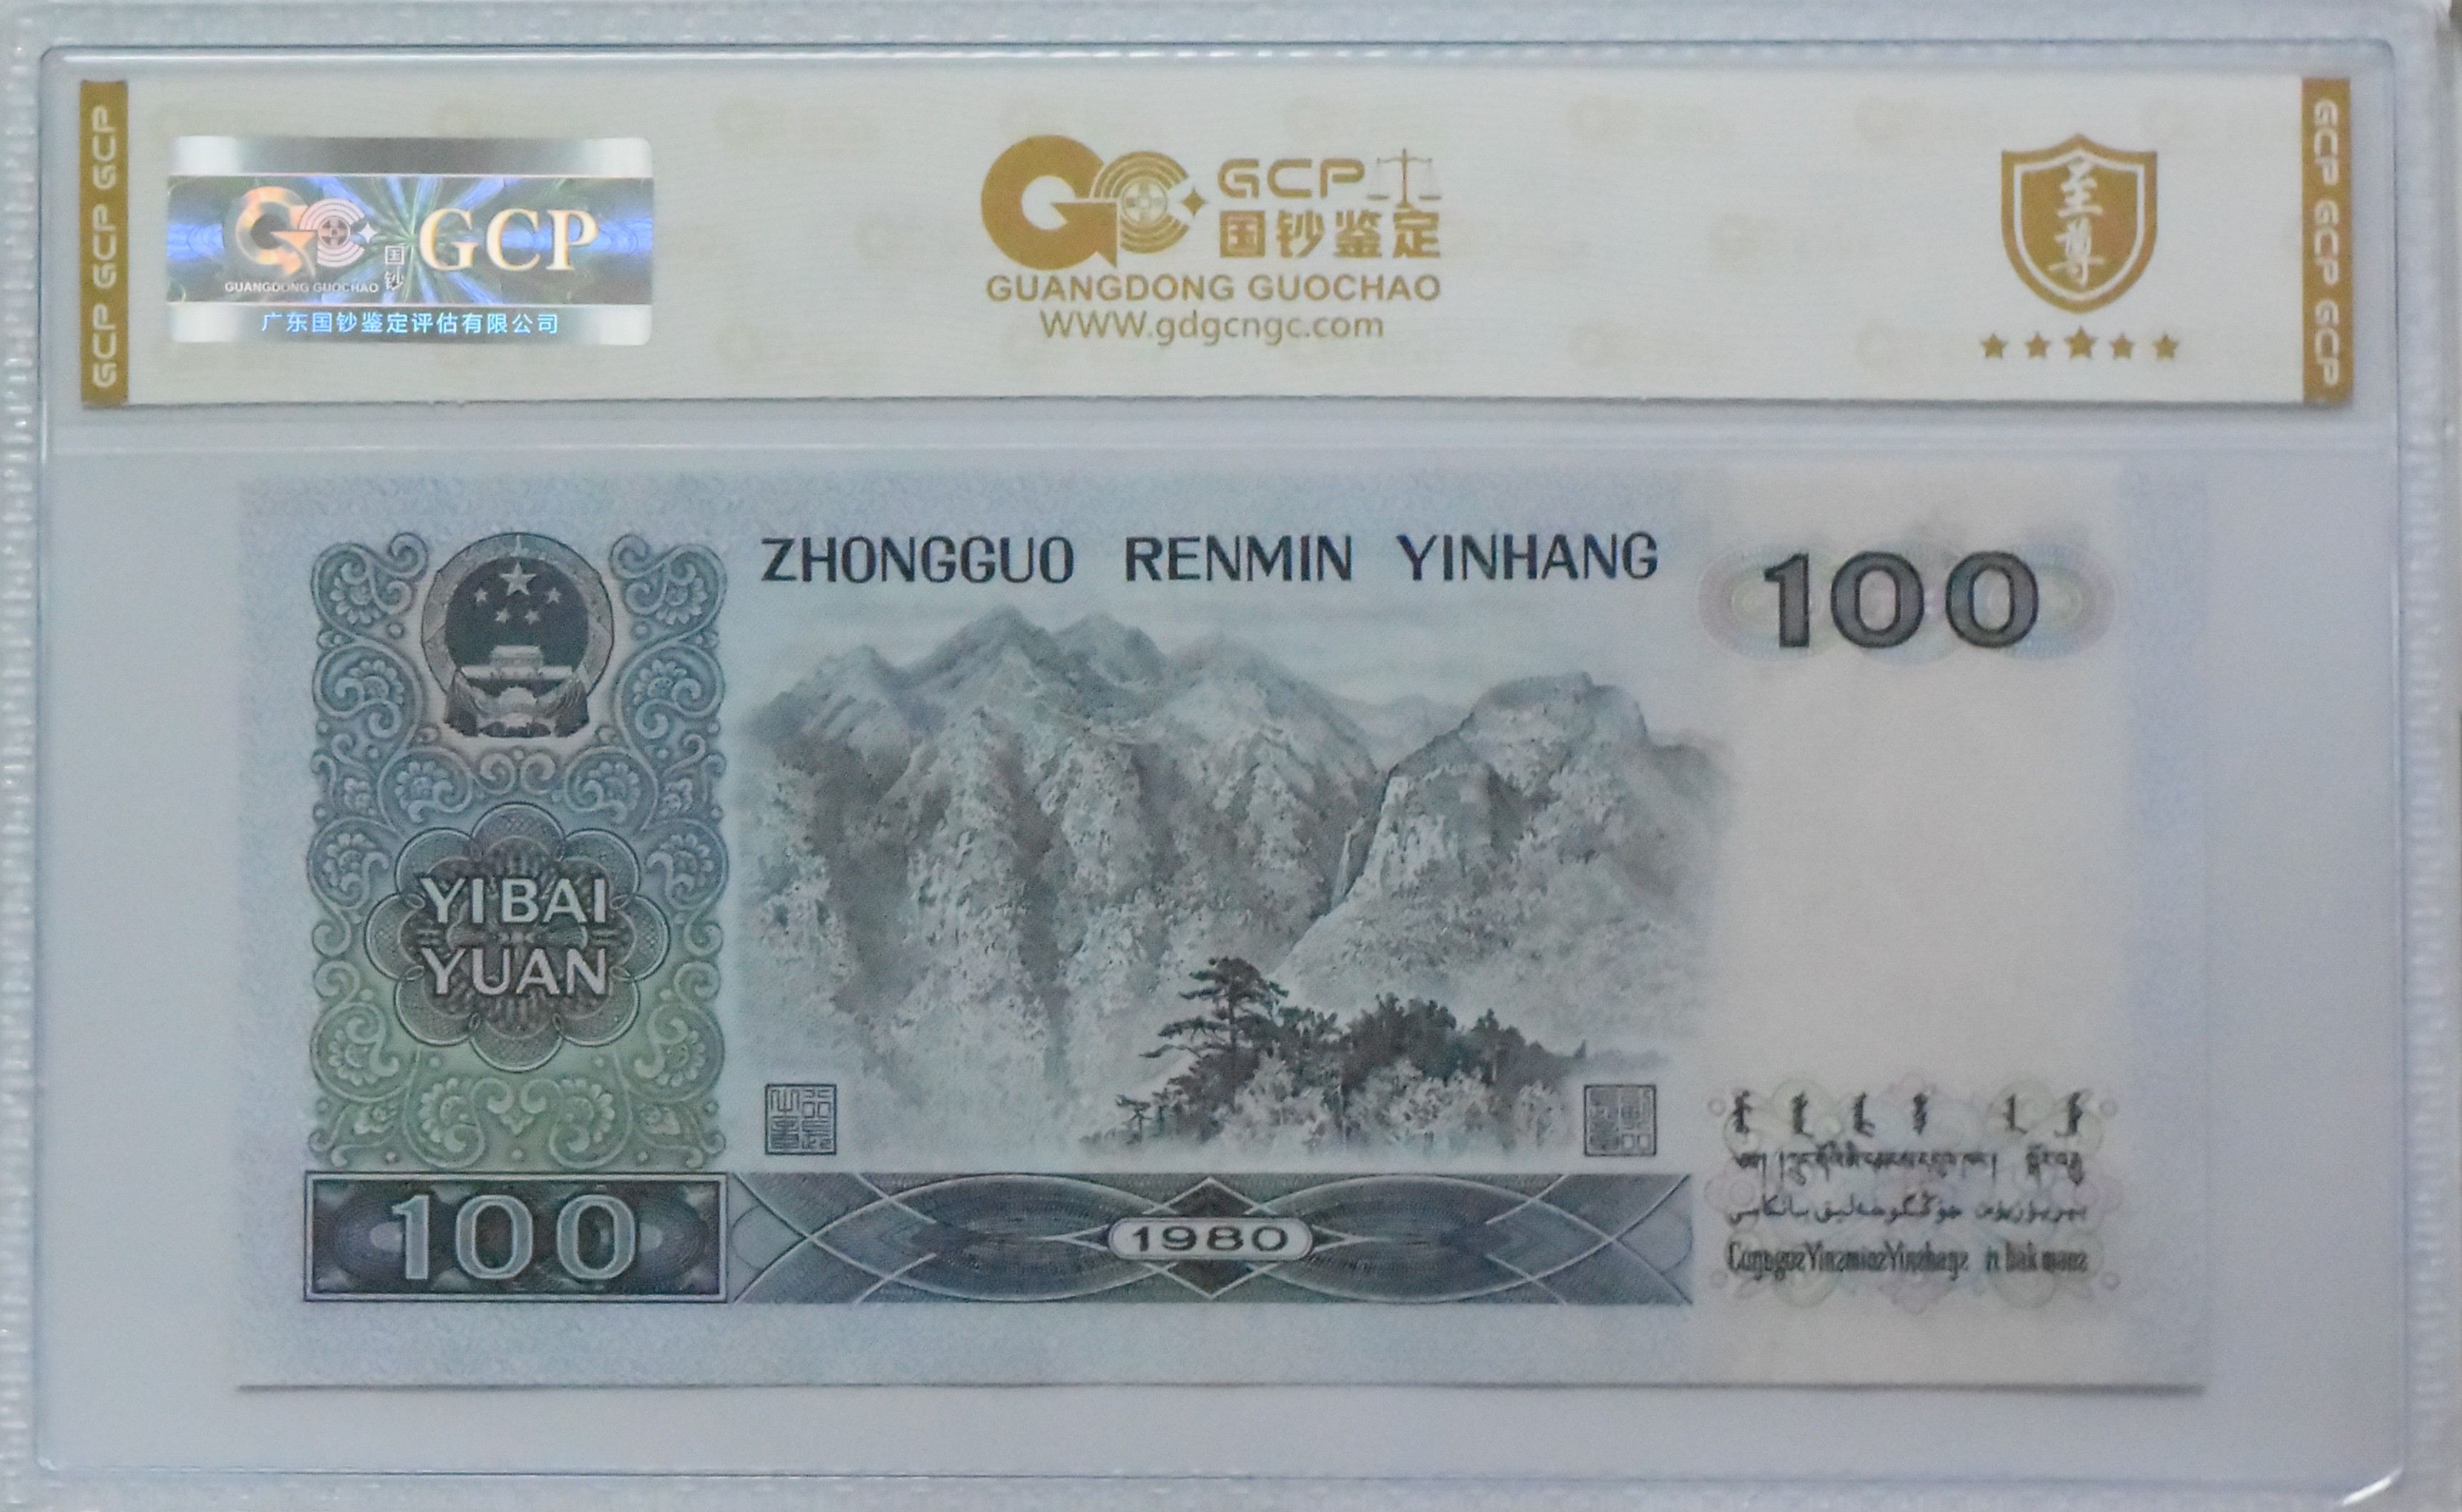 GCP GCP GCP
GCP
国钞
GUANGDONG GUOCHAO
广东国钞鉴定评估有限公司
GCP
国钞鉴定
GUANGDONG GUOCHAO
WWW.gdgcngc.com
至尊
GCP GCP GCP
ZHONGGUO RENMIN YINHANG
100
YI BAI
YUAN
100
1980